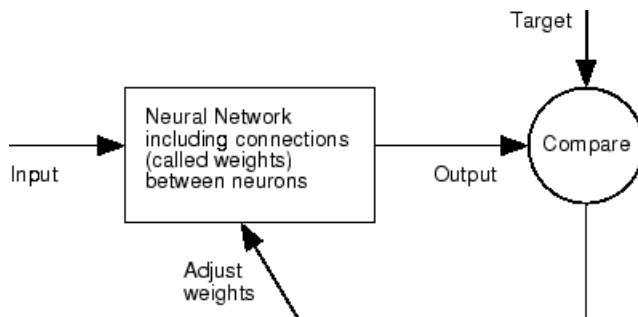 Target
Neural Network
including connections
(called weights)
between neurons
Compare
Input
Output
Adjust
weights